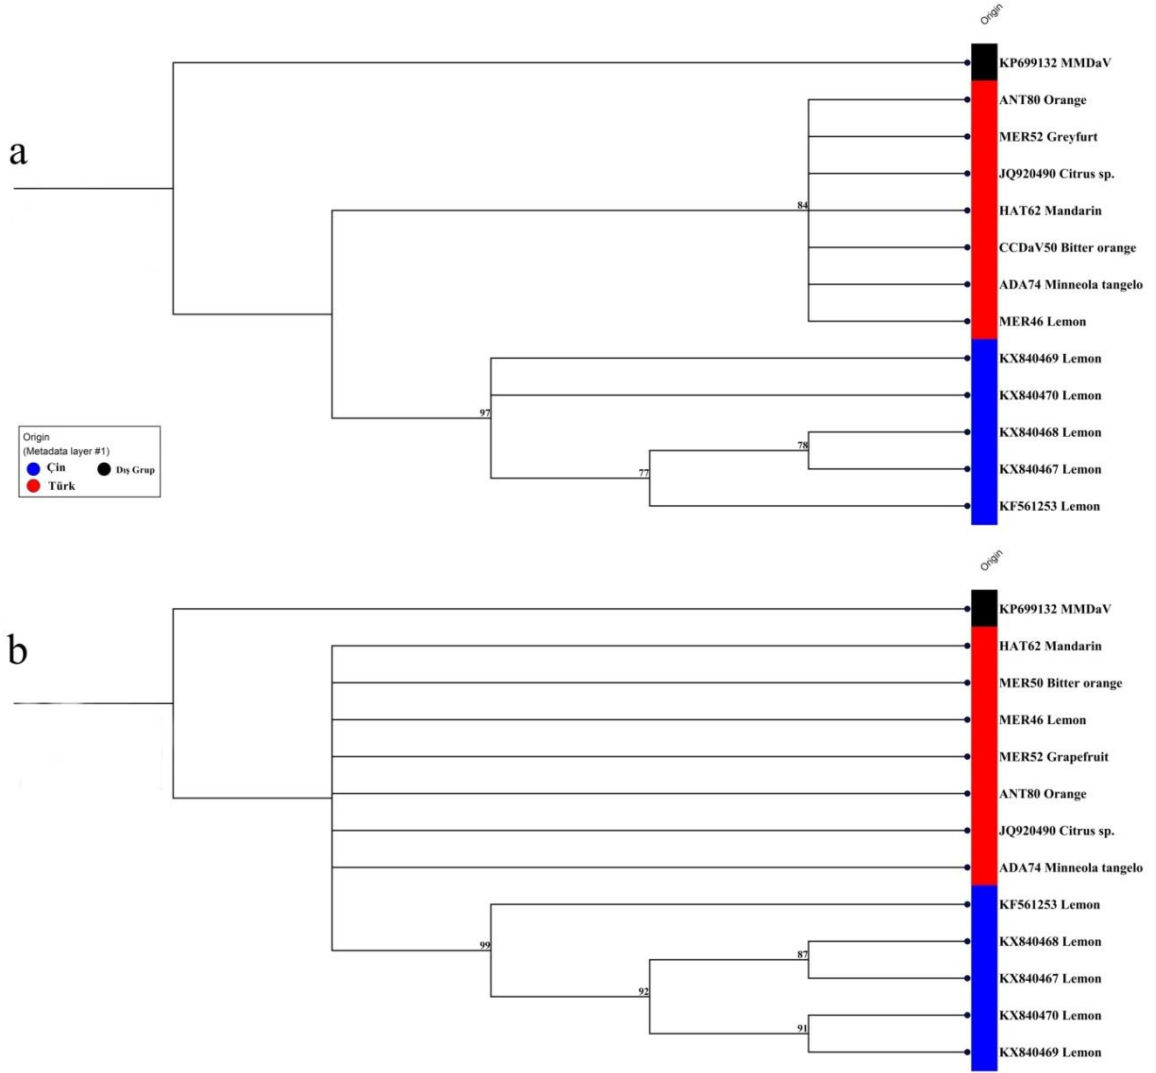 Origin
a
KP699132 MMDaV
ANT80 Orange
MER52 Greyfurt
JQ920490 Citrus sp.
84
HAT62 Mandarin
CCDaV50 Bitter orange
ADA74 Minneola tangelo
MER46 Lemon
KX840469 Lemon
KX840470 Lemon
97
KX840468 Lemon
78
KX840467 Lemon
77
KF561253 Lemon
Origin
(Metadata layer #1)
Çin
Dış Grup
Türk
Origin
b
KP699132 MMDaV
HAT62 Mandarin
MER50 Bitter orange
MER46 Lemon
MER52 Grapefruit
ANT80 Orange
JQ920490 Citrus sp.
ADA74 Minneola tangelo
KF561253 Lemon
99
KX840468 Lemon
87
KX840467 Lemon
92
KX840470 Lemon
91
KX840469 Lemon